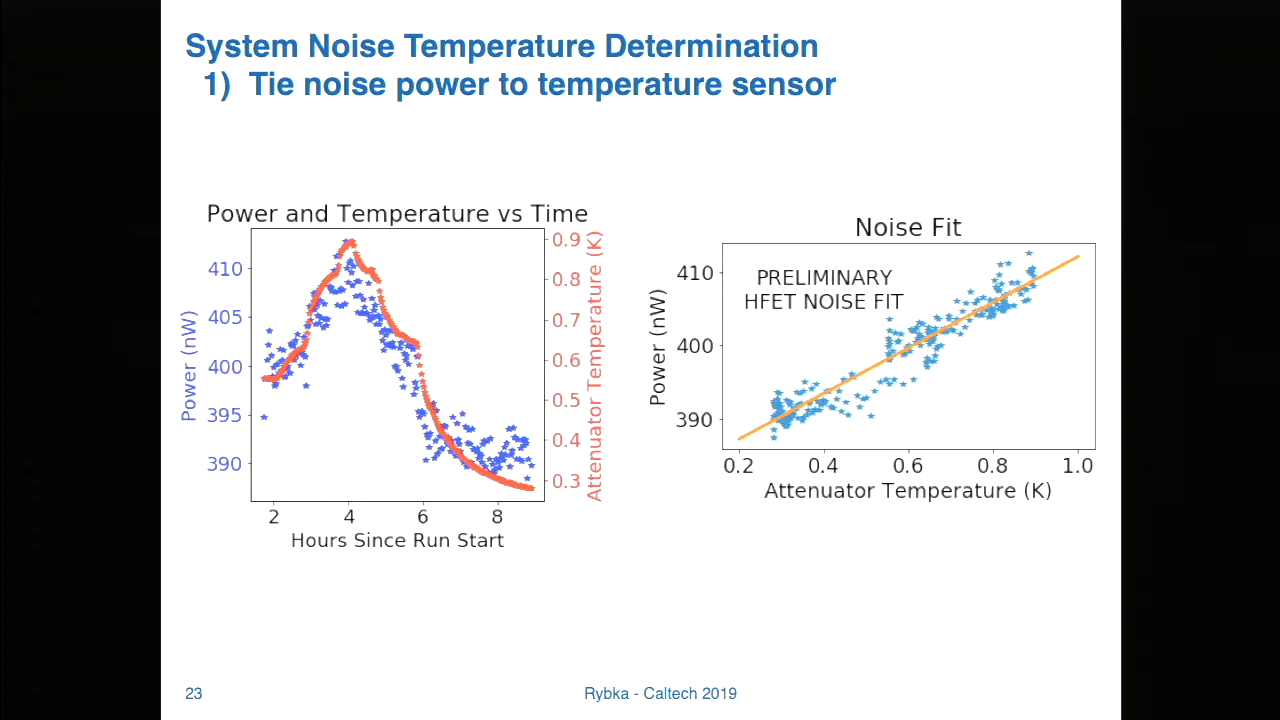 System Noise Temperature Determination
1) Tie noise power to temperature sensor
Power and Temperature vs Time
410
405
400
395
390
Power (nW)
0.9
0.8
0.7
0.6
0.5
0.4
0.3
Attenuator Temperature (K)
2 4 6 8
Hours Since Run Start
Noise Fit
PRELIMINARY
HFET NOISE FIT
410
400
390
Power (nW)
0.2 0.4 0.6 0.8 1.0
Attenuator Temperature (K)
23
Rybka - Caltech 2019